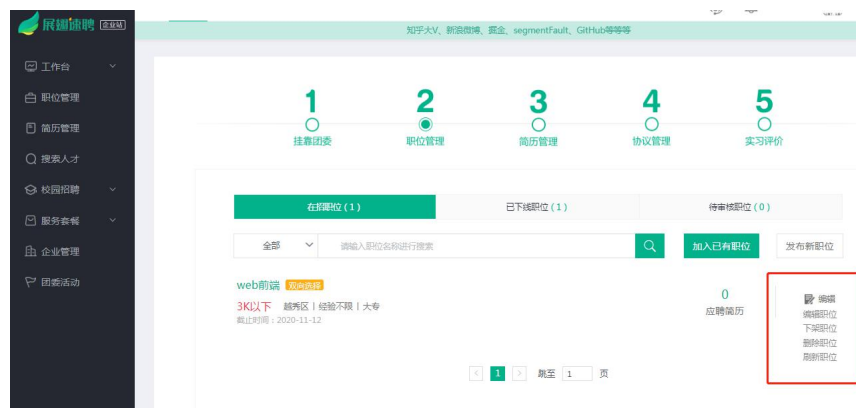 展翅速聘 企业站
知乎大V、新浪微博、掘金、segmentFault、GitHub等等等
工作台
职位管理
简历管理
搜索人才
校园招聘
服务套餐
企业管理
团委活动
1 2 3 4 5
挂靠团委 职位管理 简历管理 协议管理 实习评价
在招职位 ( 1 ) 已下线职位 ( 1 ) 待审核职位 ( 0 )
全部 请输入职位名称进行搜索 加入已有职位 发布新职位
web前端 双向选择
3K以下 越秀区 | 经验不限 | 大专
截止时间：2020-11-12
0
应聘简历
编辑
编辑职位
下架职位
删除职位
刷新职位
< 1 > 跳至 1 页